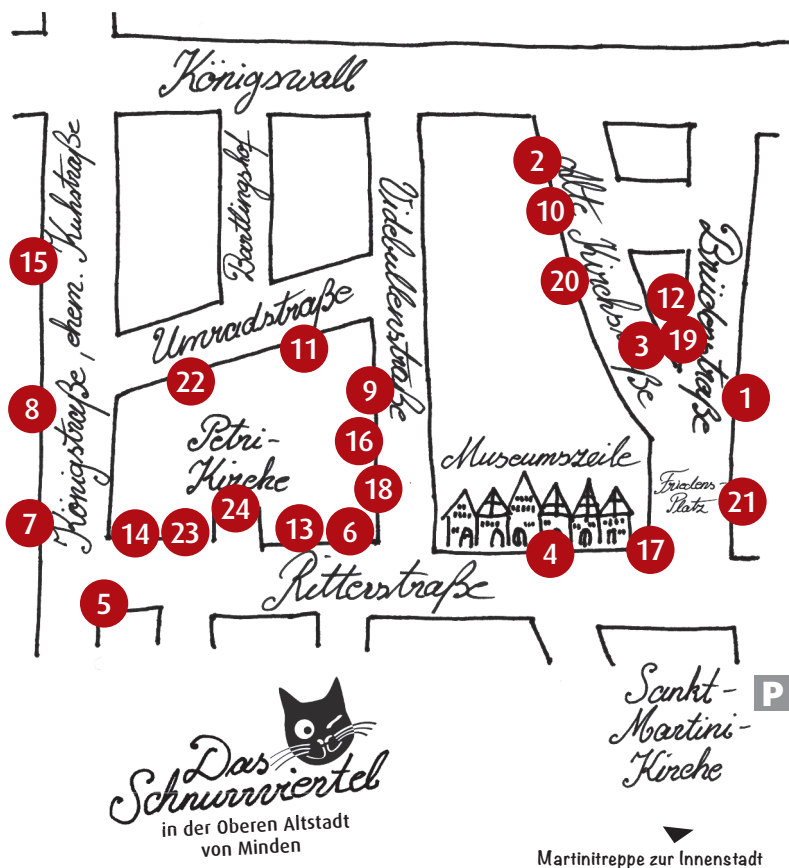 Königswall
Bartlingshof
Videbullenstraße
Alte Kirchstraße
Brüderstraße
Königstraße, ehem. Kuhstraße
Umradstraße
2
10
15
20
12
11
3
19
22
9
1
8
Petri-
Kirche
16
Museumszeile
18
Friedens-
Platz
21
24
7
14
23
13
6
4
17
Ritterstraße
5
Sankt-
Martini-
Kirche
P
Das
Schnurrviertel
in der Oberen Altstadt
von Minden
Martinitreppe zur Innenstadt